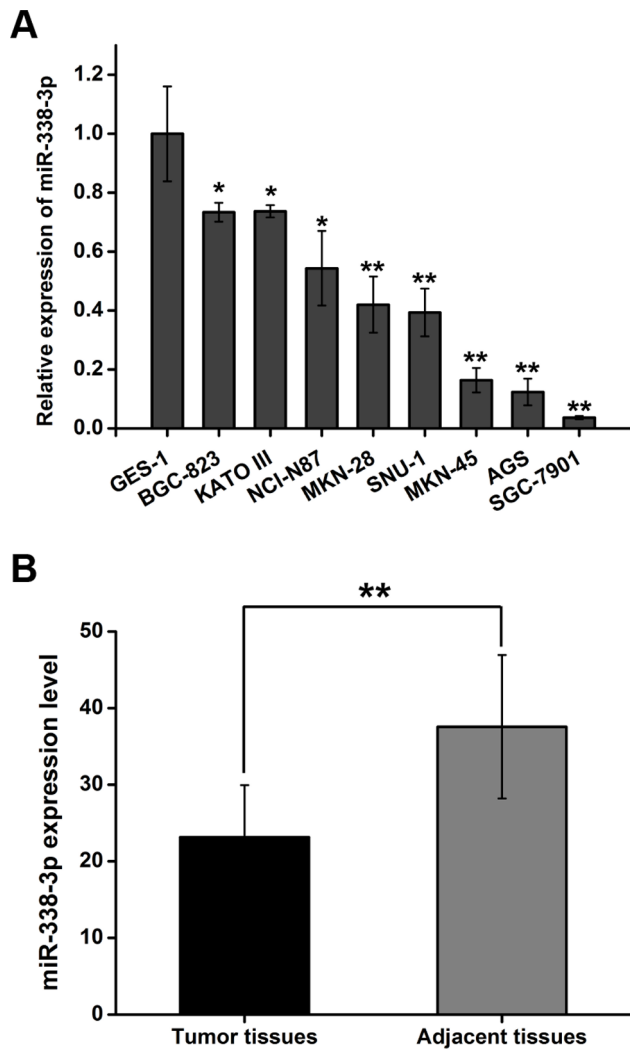 A
Relative expression of miR-338-3p
1.2
1.0
0.8
0.6
0.4
0.2
0.0
*
*
*
**
**
**
**
**
GES-1
BGC-823
KATO III
NCI-N87
MKN-28
SNU-1
MKN-45
AGS
SGC-7901
B
miR-338-3p expression level
**
50
40
30
20
10
0
Tumor tissues
Adjacent tissues